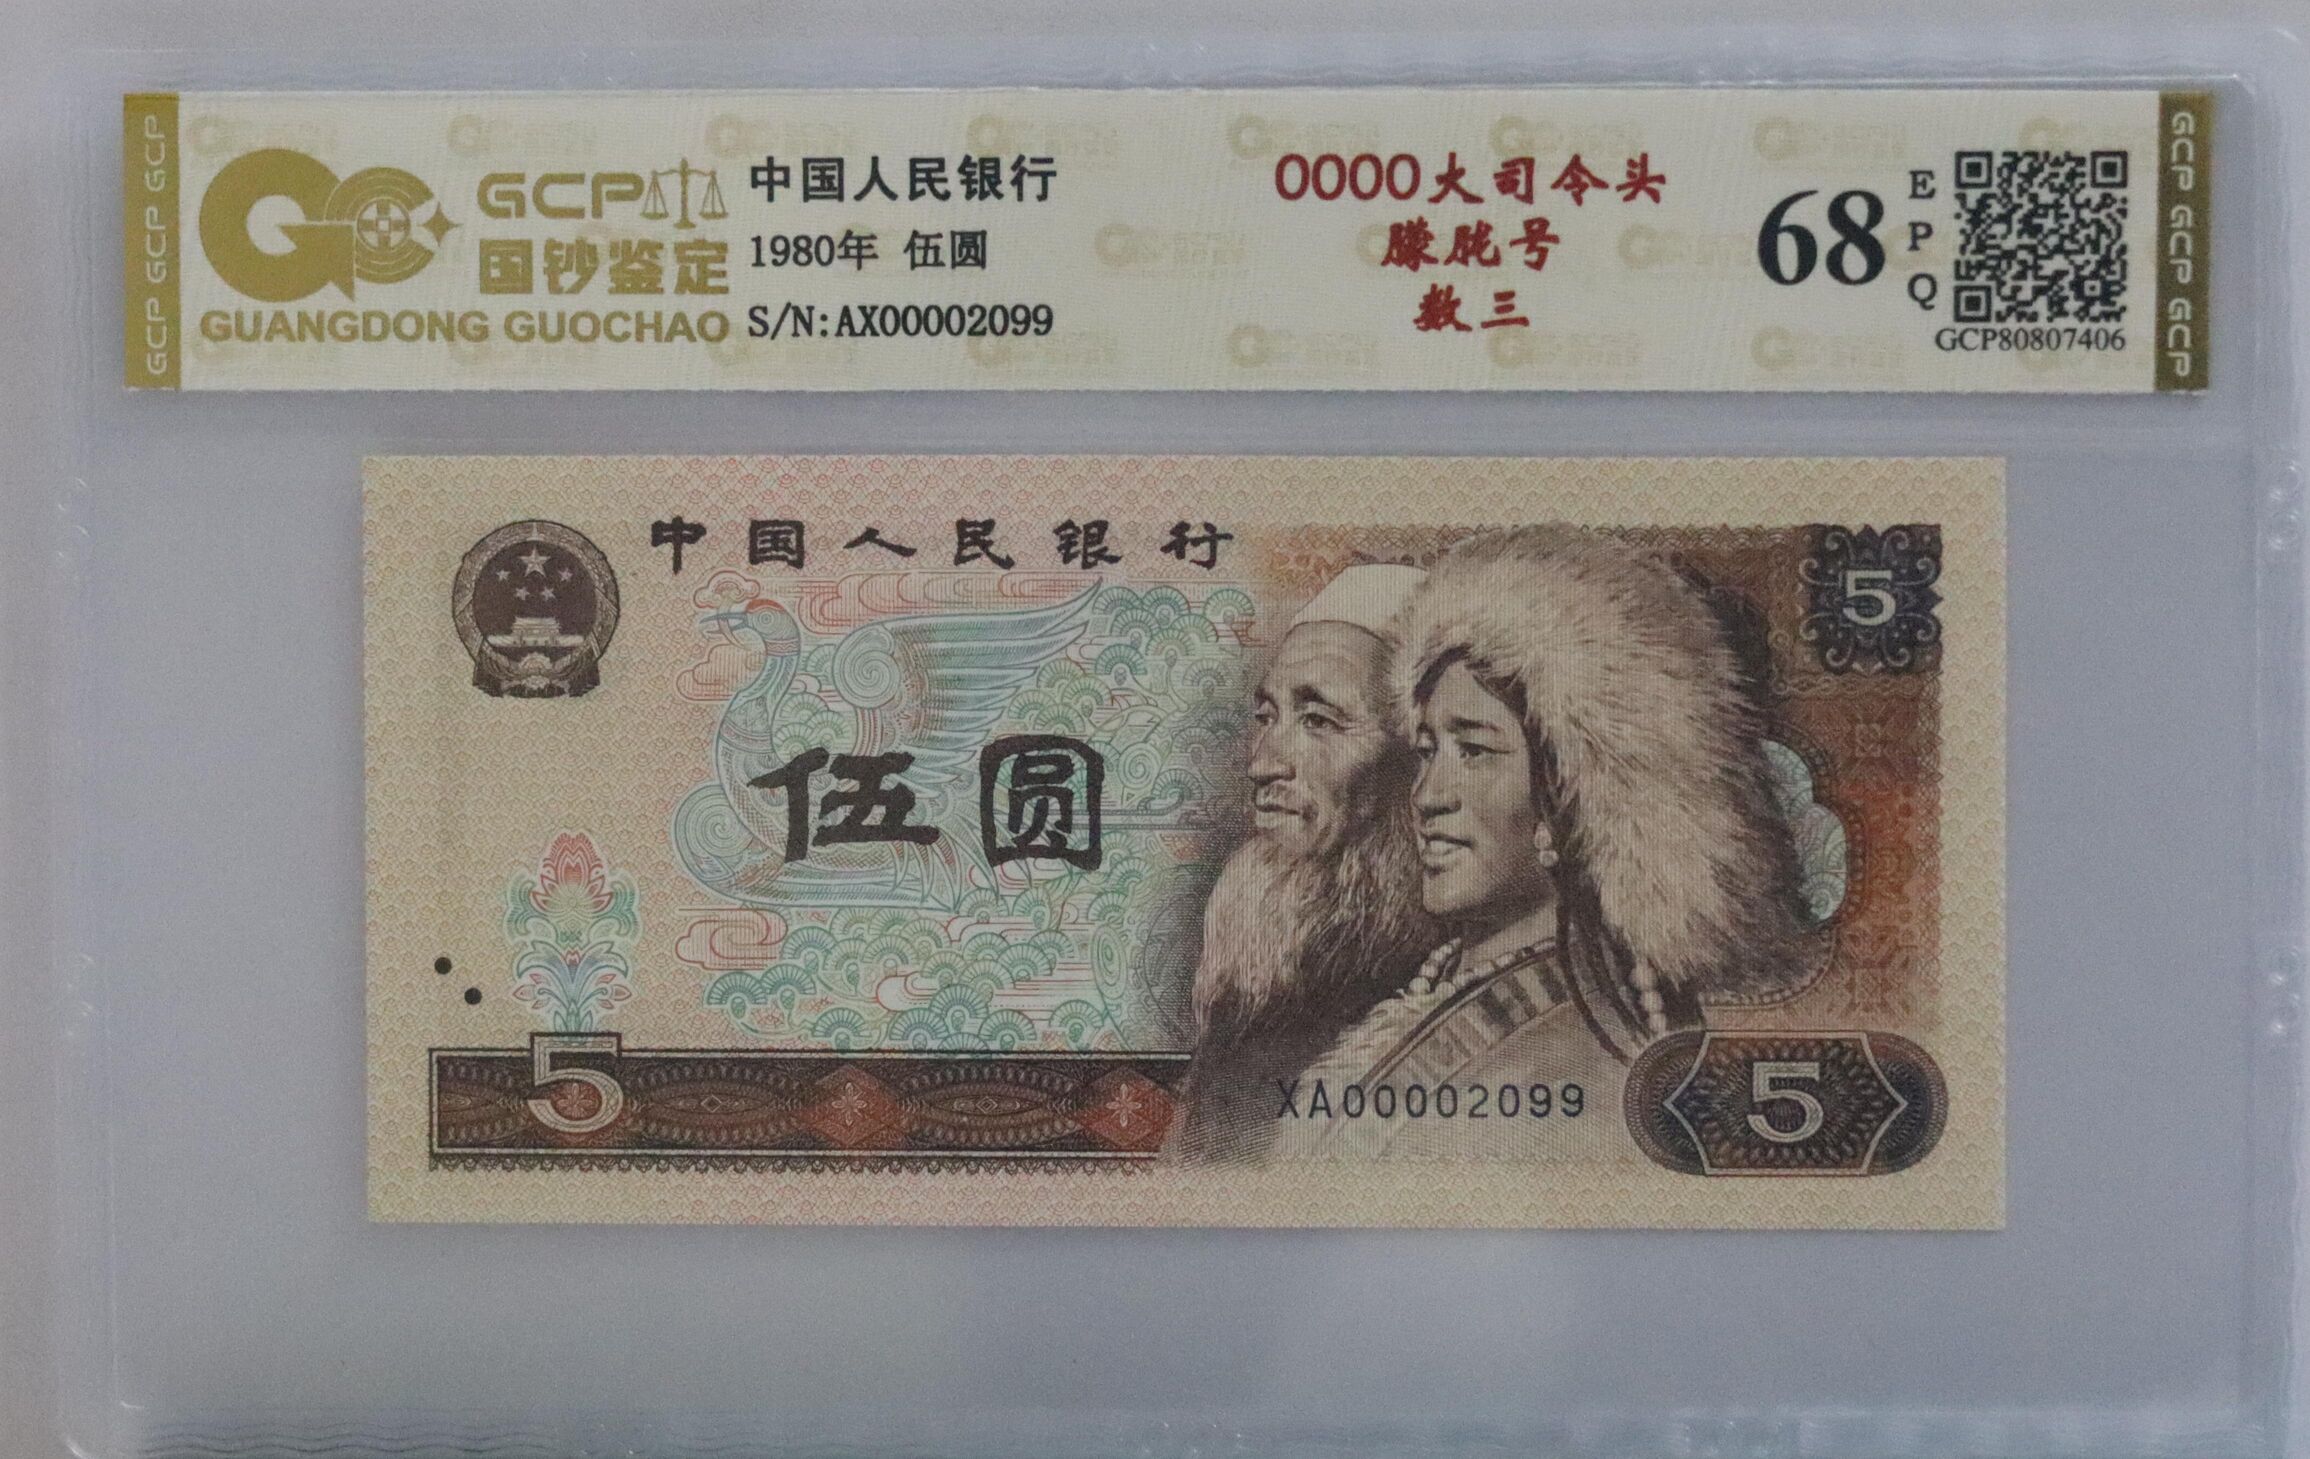 GCP GCP GCP
GCP
国钞鉴定
GUANGDONG GUOCHAO
中国人民银行
1980年 伍圆
S/N:AX00002099
0000大司令头
朦胧号
数三
68
E
P
Q
GCP80807406
GCP GCP GCP
中国人民银行
5
伍圆
5
XA00002099
5